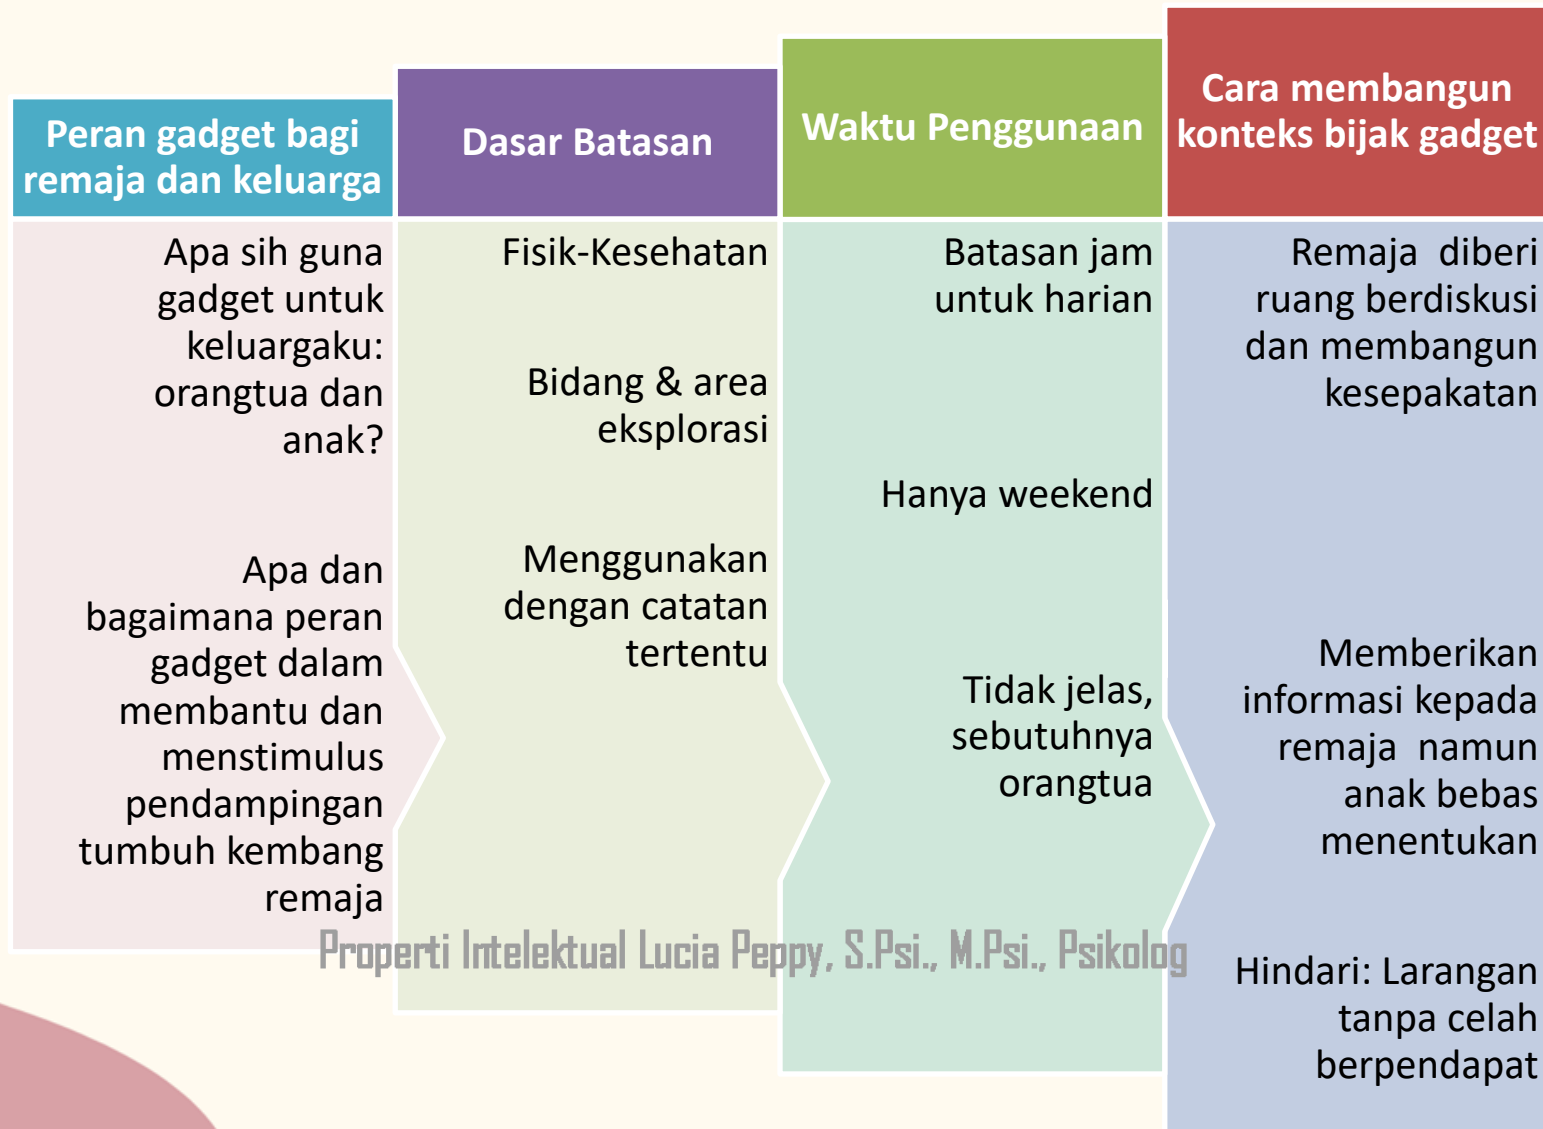 Peran gadget bagi
remaja dan keluarga
Apa sih guna
gadget untuk
keluargaku:
orangtua dan
anak?
Apa dan
bagaimana peran
gadget dalam
membantu dan
menstimulus
pendampingan
tumbuh kembang
remaja
Dasar Batasan
Fisik-Kesehatan
Bidang & area
eksplorasi
Menggunakan
dengan catatan
tertentu
Waktu Penggunaan
Batasan jam
untuk harian
Hanya weekend
Tidak jelas,
sebutuhnya
orangtua
Cara membangun
konteks bijak gadget
Remaja diberi
ruang berdiskusi
dan membangun
kesepakatan
Memberikan
informasi kepada
remaja namun
anak bebas
menentukan
Hindari: Larangan
tanpa celah
berpendapat
Properti Intelektual Lucia Peppy, S.Psi., M.Psi., Psikolog